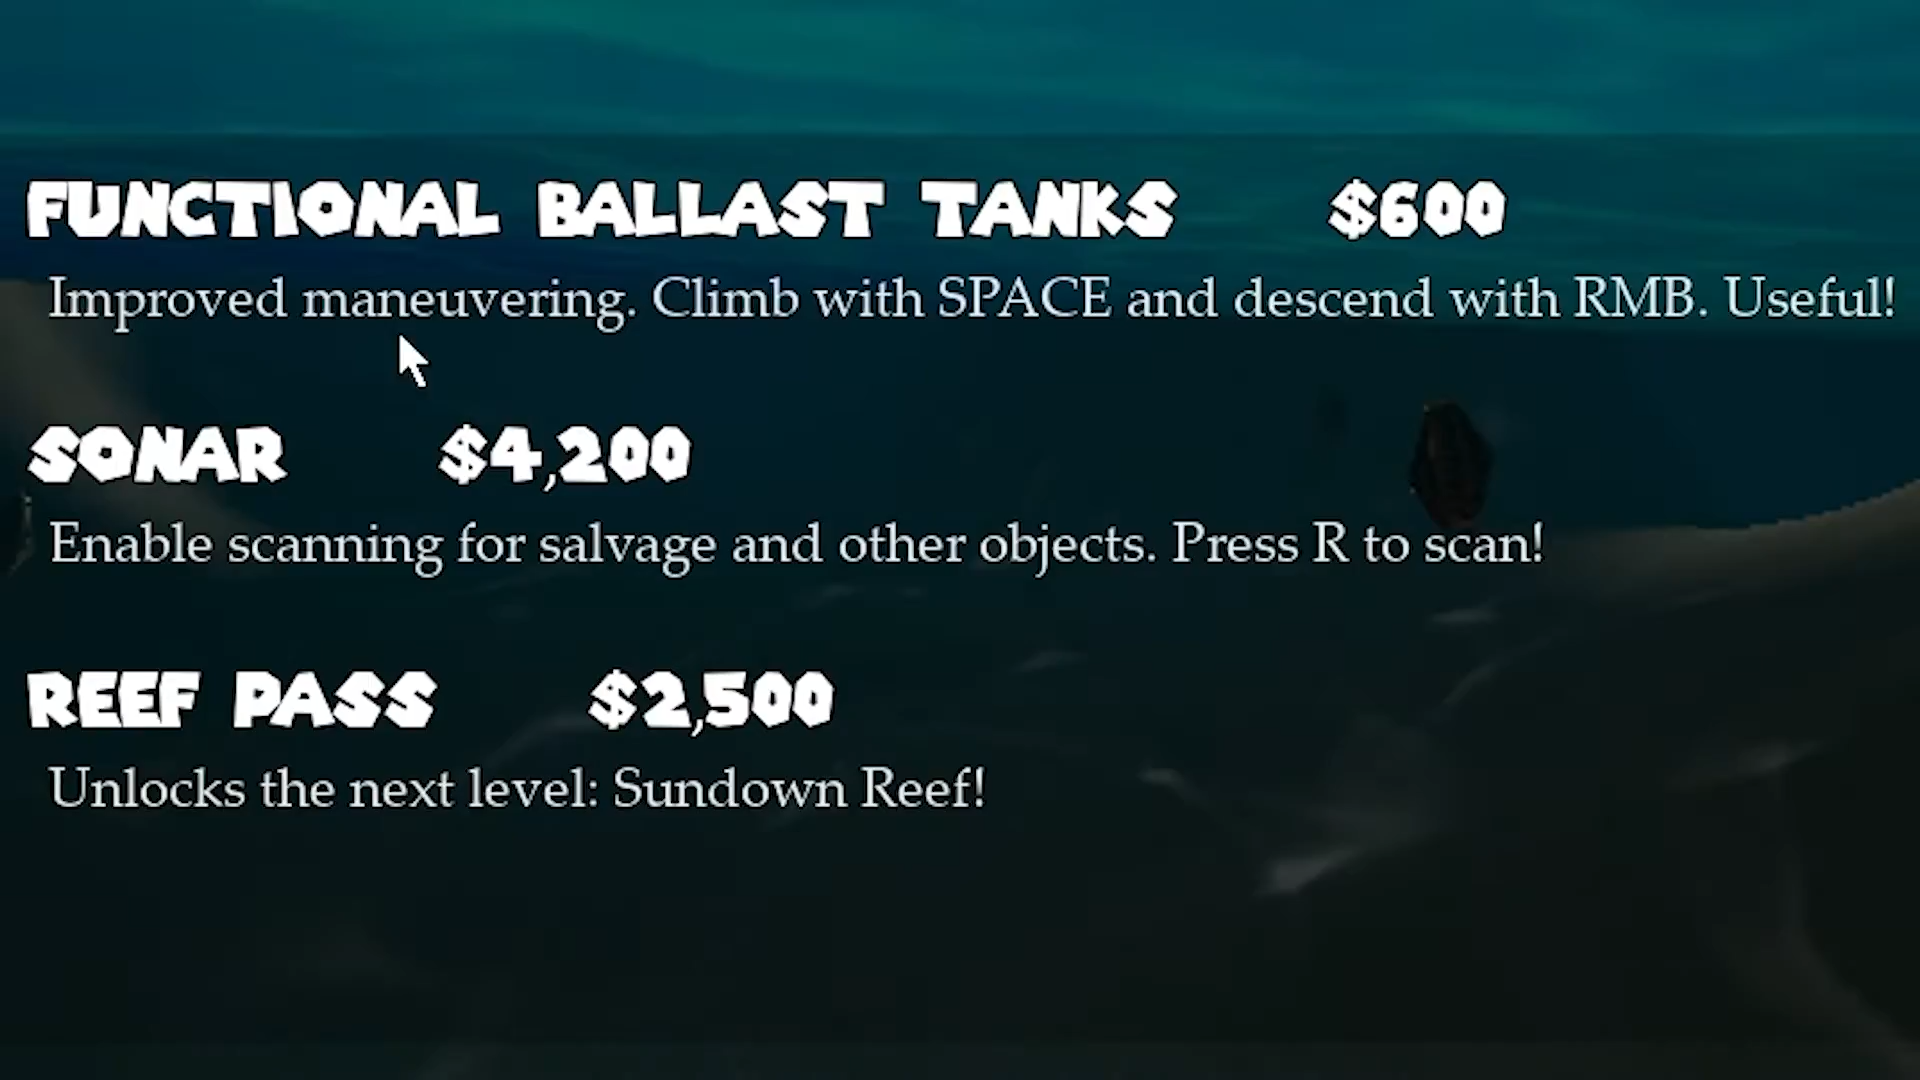 FUNCTIONAL BALLAST TANKS $600
Improved maneuvering. Climb with SPACE and descend with RMB. Useful!
SONAR $4,200
Enable scanning for salvage and other objects. Press R to scan!
REEF PASS $2,500
Unlocks the next level: Sundown Reef!